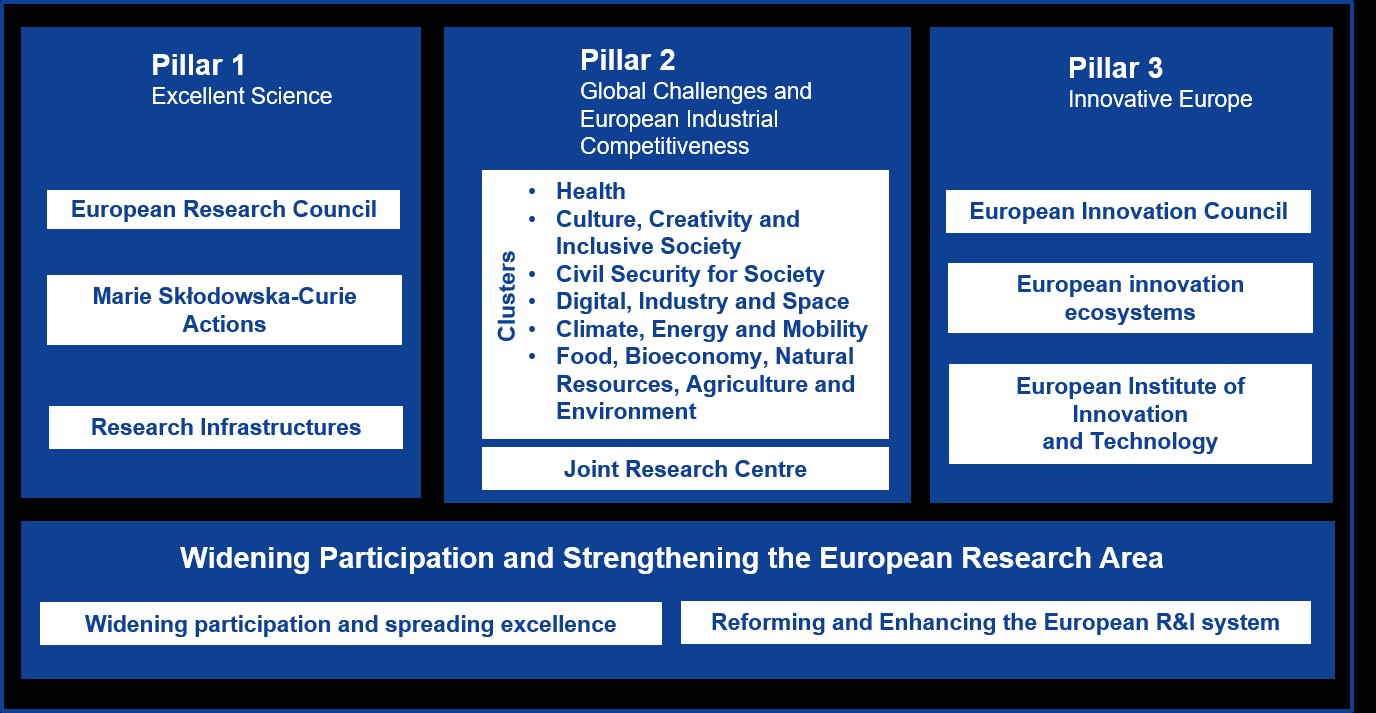 Pillar 1
Excellent Science
European Research Council
Marie Skłodowska-Curie
Actions
Research Infrastructures
Pillar 2
Global Challenges and
European Industrial
Competitiveness
Clusters
• Health
• Culture, Creativity and
Inclusive Society
• Civil Security for Society
• Digital, Industry and Space
• Climate, Energy and Mobility
• Food, Bioeconomy, Natural
Resources, Agriculture and
Environment
Joint Research Centre
Pillar 3
Innovative Europe
European Innovation Council
European innovation
ecosystems
European Institute of
Innovation
and Technology
Widening Participation and Strengthening the European Research Area
Widening participation and spreading excellence
Reforming and Enhancing the European R&I system